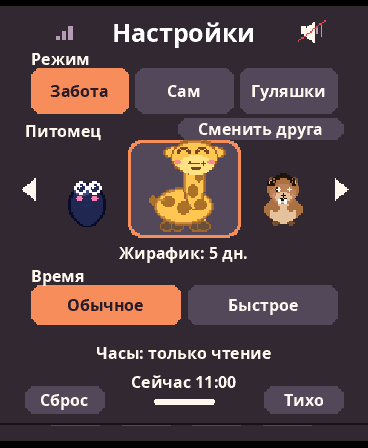 Настройки
Режим
Забота
Сам
Гуляшки
Питомец
Сменить друга
Жирафик: 5 дн.
Время
Обычное
Быстрое
Часы: только чтение
Сейчас 11:00
Сброс
Тихо